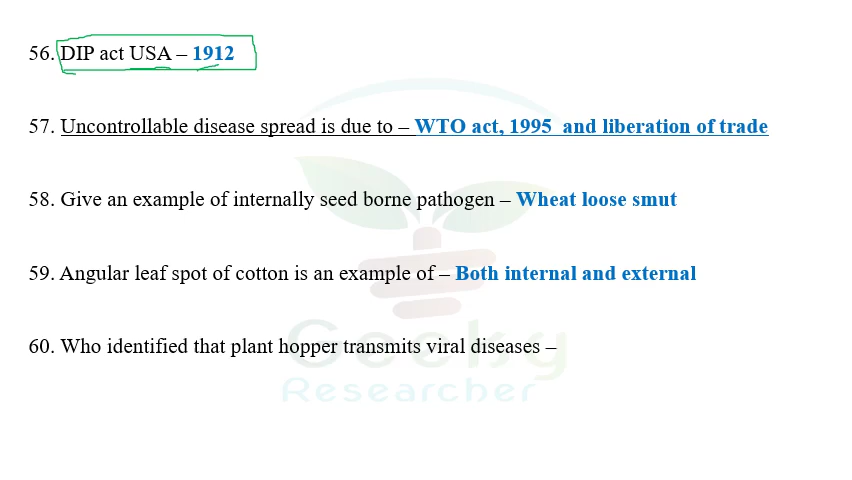 56. DIP act USA – 1912
57. Uncontrollable disease spread is due to – WTO act, 1995 and liberation of trade
58. Give an example of internally seed borne pathogen – Wheat loose smut
59. Angular leaf spot of cotton is an example of – Both internal and external
60. Who identified that plant hopper transmits viral diseases –
Geeky
Researcher